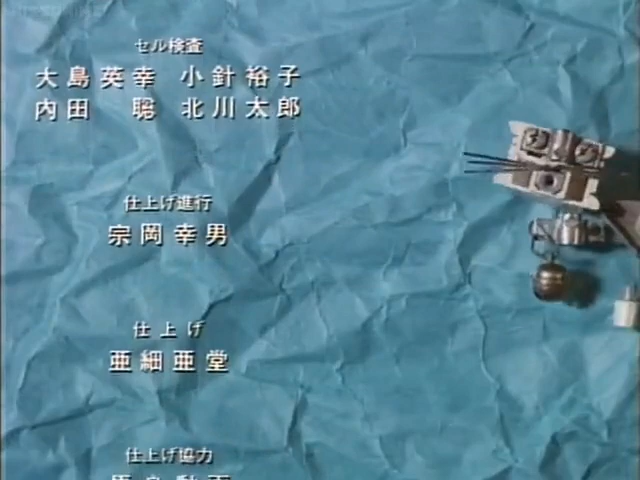 セル検査
大島英幸 小針裕子
内田 聡 北川太郎
仕上げ進行
宗岡幸男
仕上げ
亜細亜堂
仕上げ協力